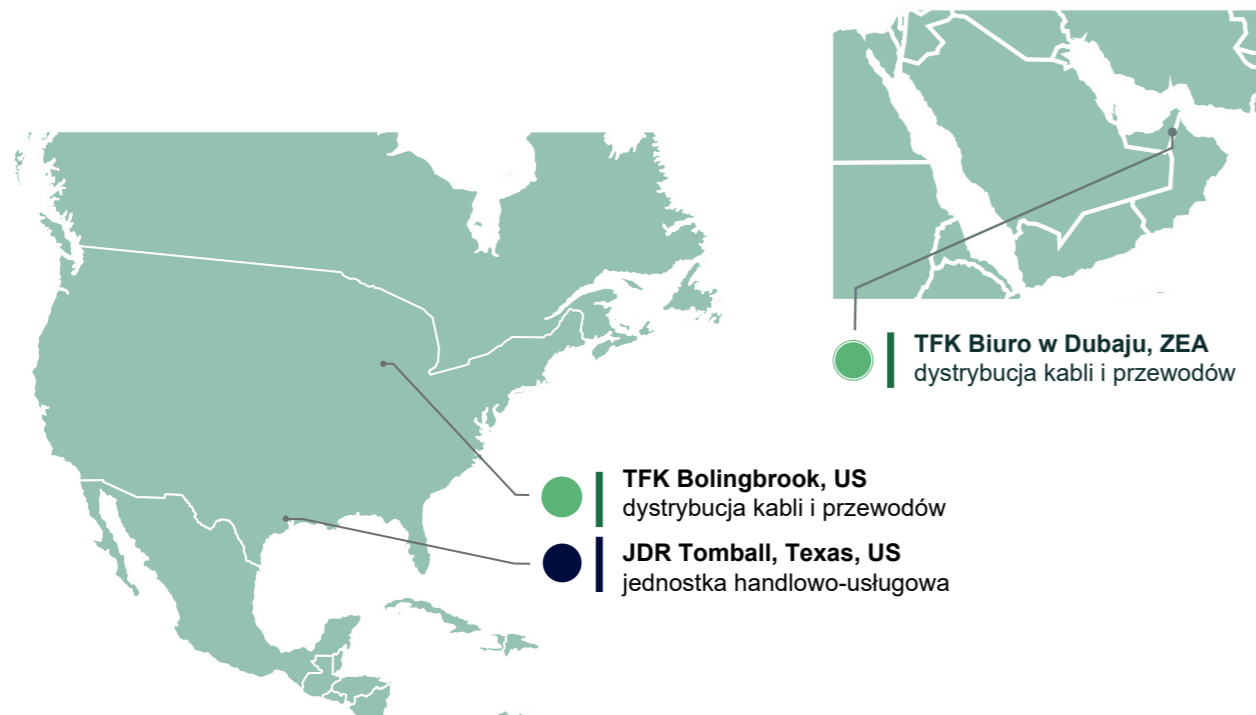 TFK Biuro w Dubaju, ZEA
dystrybucja kabli i przewodów
TFK Bolingbrook, US
dystrybucja kabli i przewodów
JDR Tomball, Texas, US
jednostka handlowo-usługowa